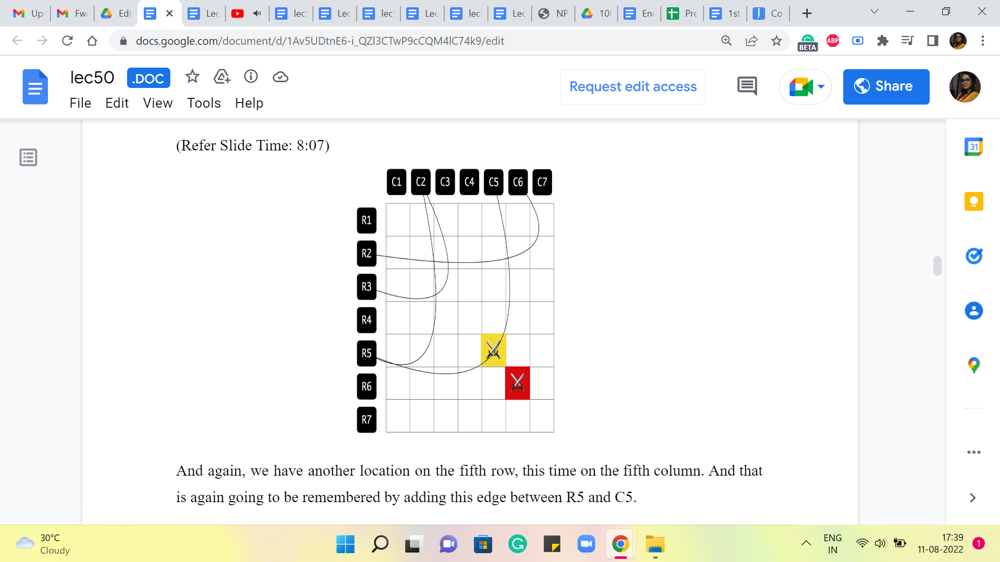 Up Fw Edi Lec lec Lec lec Lec lec Lec NP 10 En Pro 1st Co
docs.google.com/document/d/1Av5UDtnE6-i_QZl3CTwP9cCQM4lC74k9/edit
ABP
BETA
lec50 .DOC
Request edit access
Share
File Edit View Tools Help
31
(Refer Slide Time: 8:07)
C1 C2 C3 C4 C5 C6 C7
R1
R2
R3
R4
R5
R6
R7
And again, we have another location on the fifth row, this time on the fifth column. And that
is again going to be remembered by adding this edge between R5 and C5.
30°C
Cloudy
ENG
IN
17:39
11-08-2022
1